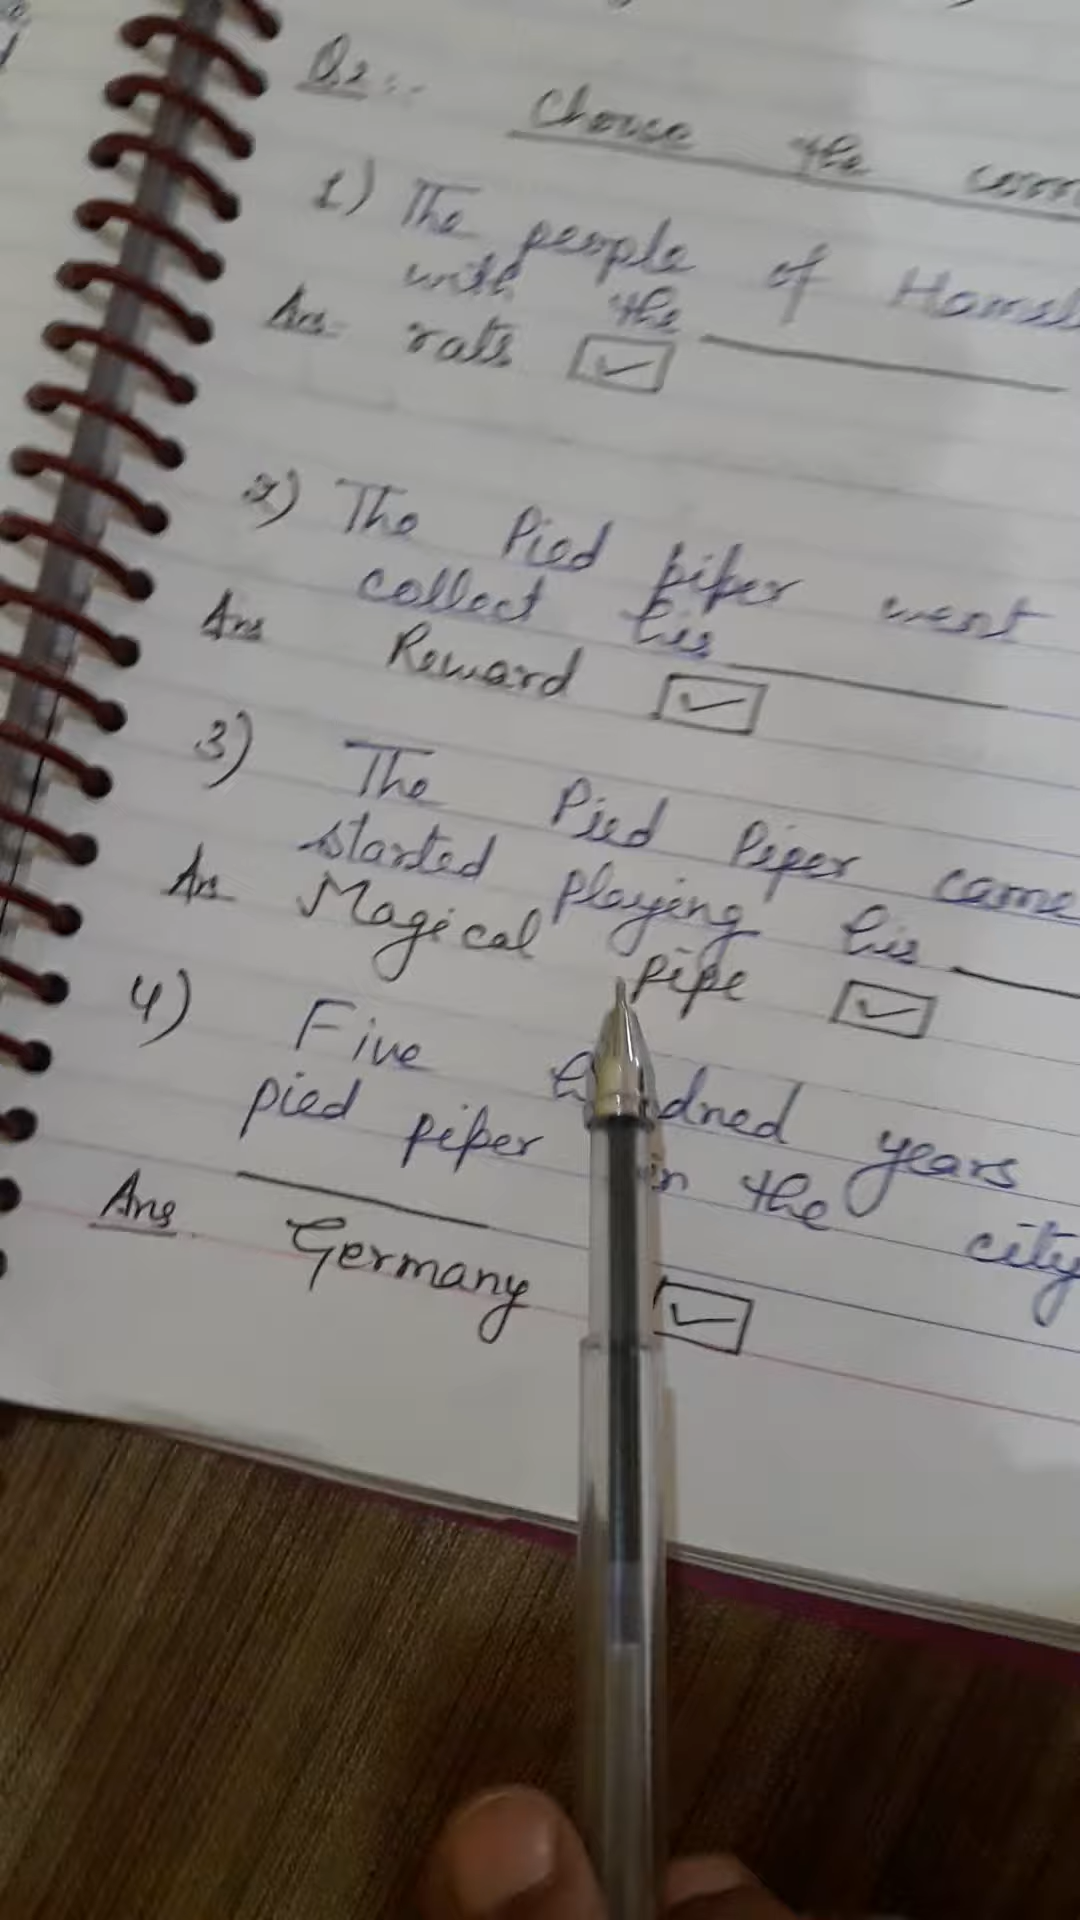 Q2:-- Choose the
1) The people of Hamel
with the
Ans- rats
2) The Pied piper went
collect his
Ans Reward
3) The Pied Piper came
started playing his
An Magical pipe
4) Five years
pied piper in the city
Ans Germany